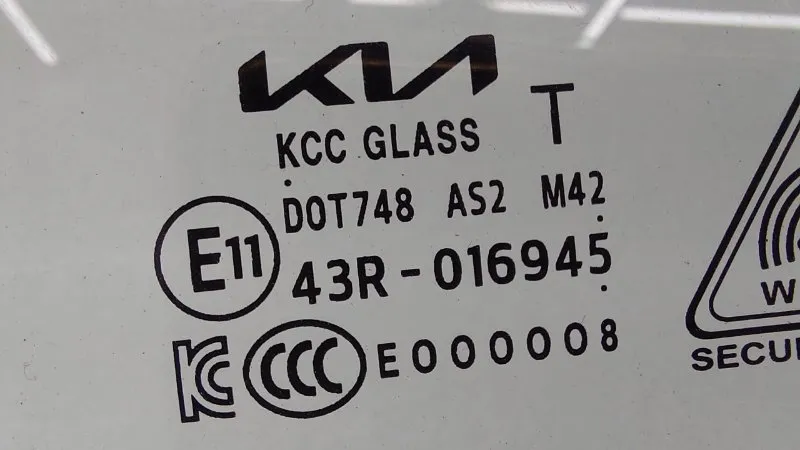 KIA
T
KCC GLASS
DOT748 AS2 M42
E11
43R-016945
KC CCC E000008
W
SECU